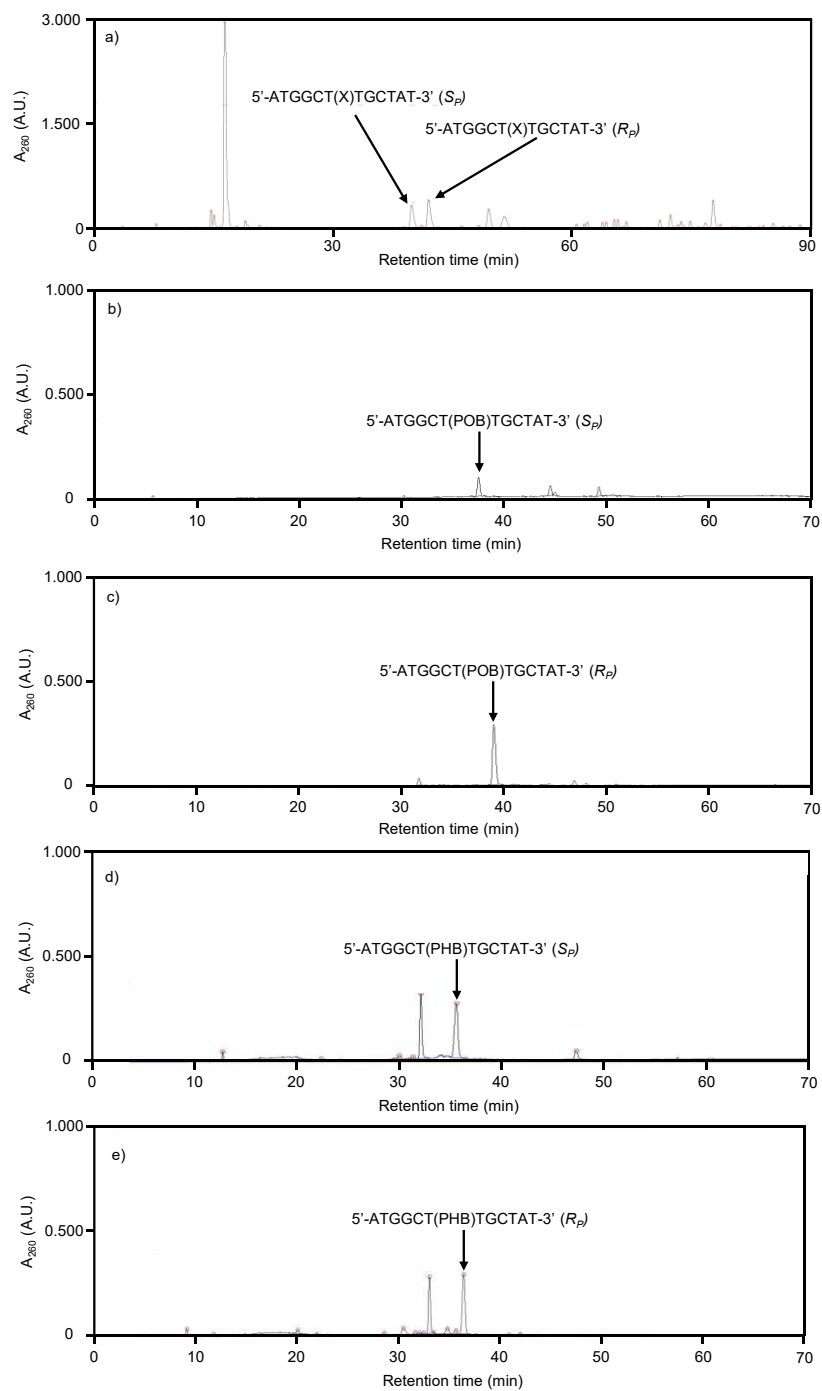 3.000
a)
5'-ATGGCT(X)TGCTAT-3' (SP)
5'-ATGGCT(X)TGCTAT-3' (RP)
1.500
A260 (A.U.)
0
0 30 60 90
Retention time (min)
1.000
b)
5'-ATGGCT(POB)TGCTAT-3' (SP)
0.500
A260 (A.U.)
0
0 10 20 30 40 50 60 70
Retention time (min)
1.000
c)
5'-ATGGCT(POB)TGCTAT-3' (RP)
0.500
A260 (A.U.)
0
0 10 20 30 40 50 60 70
Retention time (min)
1.000
d)
5'-ATGGCT(PHB)TGCTAT-3' (SP)
0.500
A260 (A.U.)
0
0 10 20 30 40 50 60 70
Retention time (min)
1.000
e)
5'-ATGGCT(PHB)TGCTAT-3' (RP)
0.500
A260 (A.U.)
0
0 10 20 30 40 50 60 70
Retention time (min)